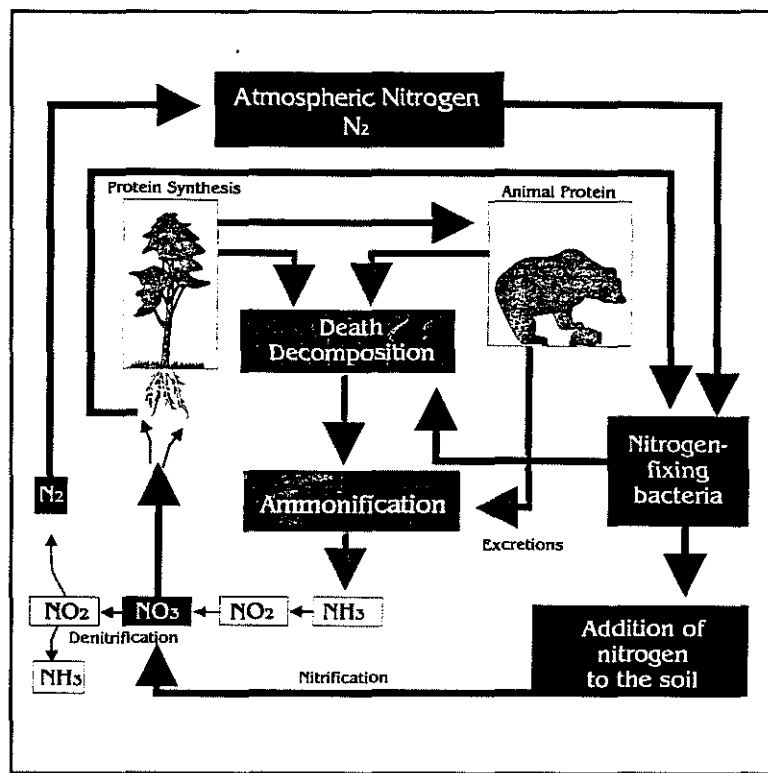 Atmospheric Nitrogen
N₂
Protein Synthesis
Animal Protein
Death
Decomposition
Nitrogen-
fixing
bacteria
N₂
Ammonification
Excretions
NO₂
NO₃
NO₂
NH₃
Denitrification
NH₃
Nitrification
Addition of
nitrogen
to the soil